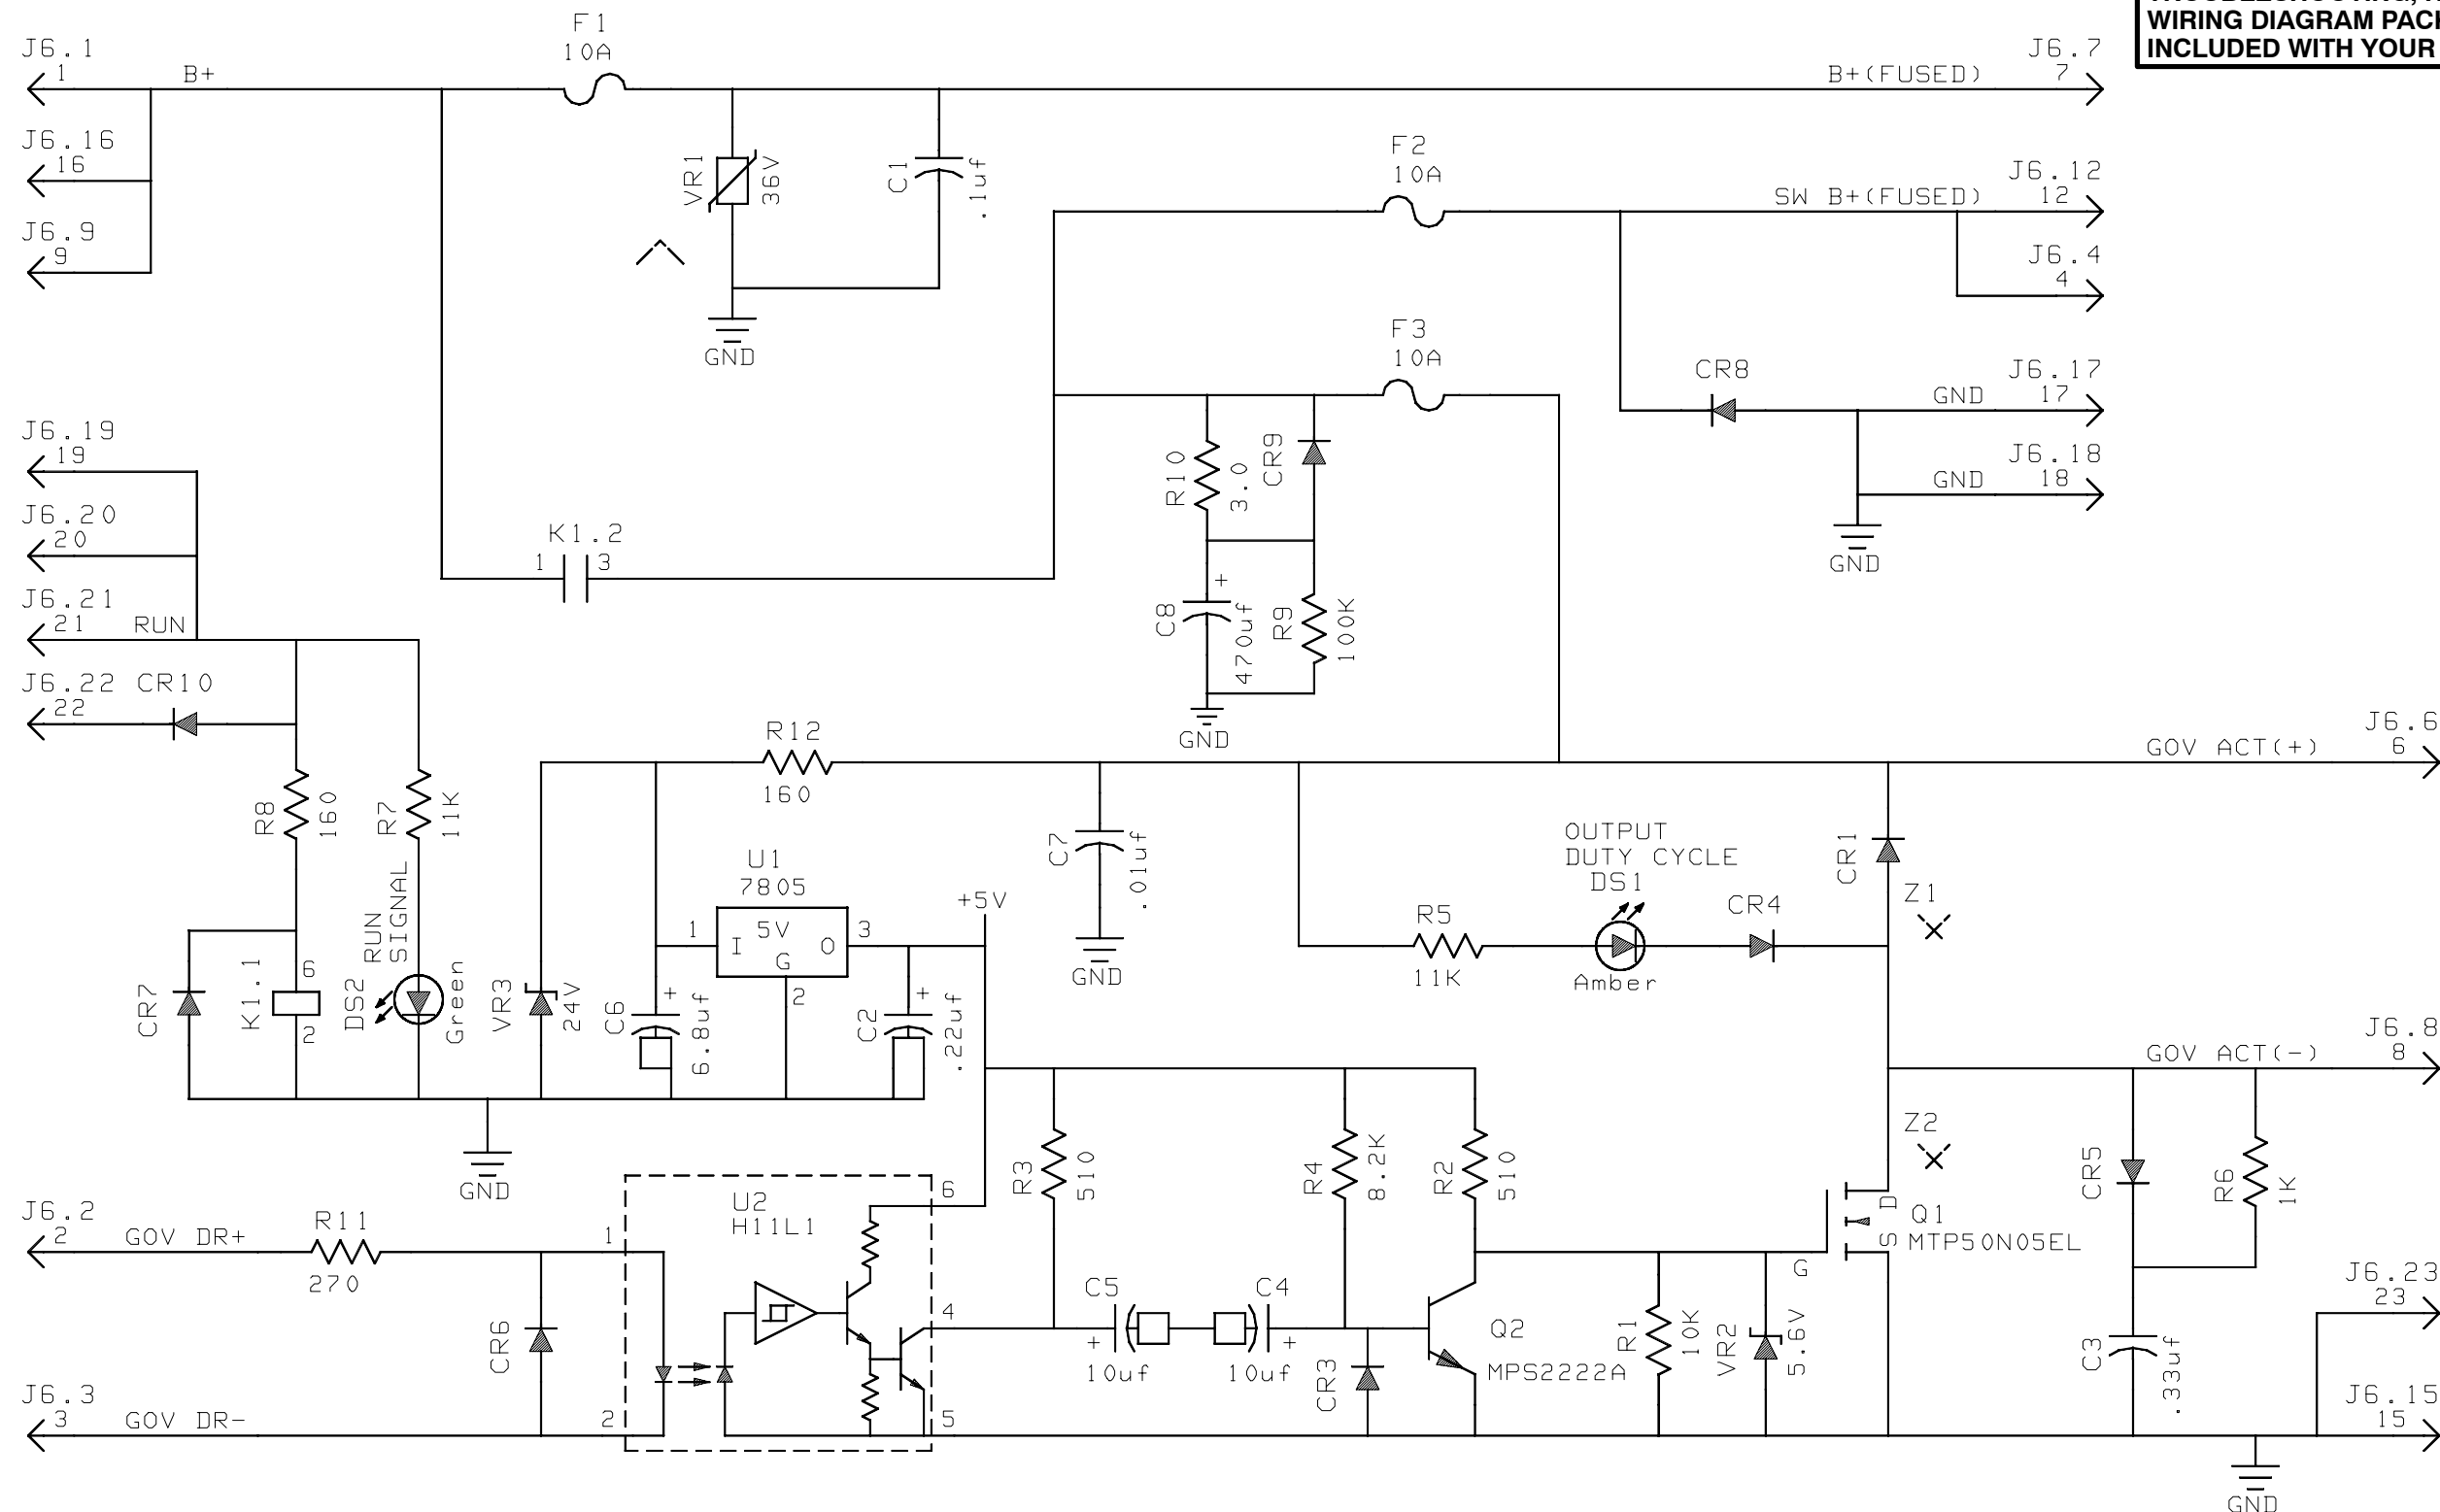 WIRING DIAGRAM PACK
INCLUDED WITH YOUR
J6.1
1
B+
F1
10A
B+(FUSED)
J6.7
7
J6.16
16
J6.9
9
VR1
36V
C1
.1uf
GND
F2
10A
SW B+(FUSED)
J6.12
12
J6.4
4
F3
10A
CR8
GND
J6.17
17
GND
J6.18
18
GND
J6.19
19
J6.20
20
J6.21
21
RUN
J6.22
22
CR10
K1.2
1
3
R10
3.0
CR9
C8
+
470uf
R9
100K
GND
R12
160
GOV ACT(+)
J6.6
6
R8
160
R7
11K
RUN
SIGNAL
DS2
Green
CR7
K1.1
6
2
VR3
24V
C6
+
6.8uf
U1
7805
1
I
5V
G
O
3
2
C2
+
.22uf
+5V
C7
.01uf
GND
OUTPUT
DUTY CYCLE
DS1
Amber
R5
11K
CR4
CR1
Z1
GOV ACT(-)
J6.8
8
GND
R3
510
R4
8.2K
R2
510
Z2
D
S
G
Q1
MTP50N05EL
CR5
R6
1K
J6.2
2
GOV DR+
R11
270
1
U2
H11L1
6
4
5
2
CR6
J6.3
3
GOV DR-
C5
+
10uf
C4
+
10uf
CR3
Q2
MPS2222A
R1
10K
VR2
5.6V
C3
.33uf
J6.23
23
J6.15
15
GND